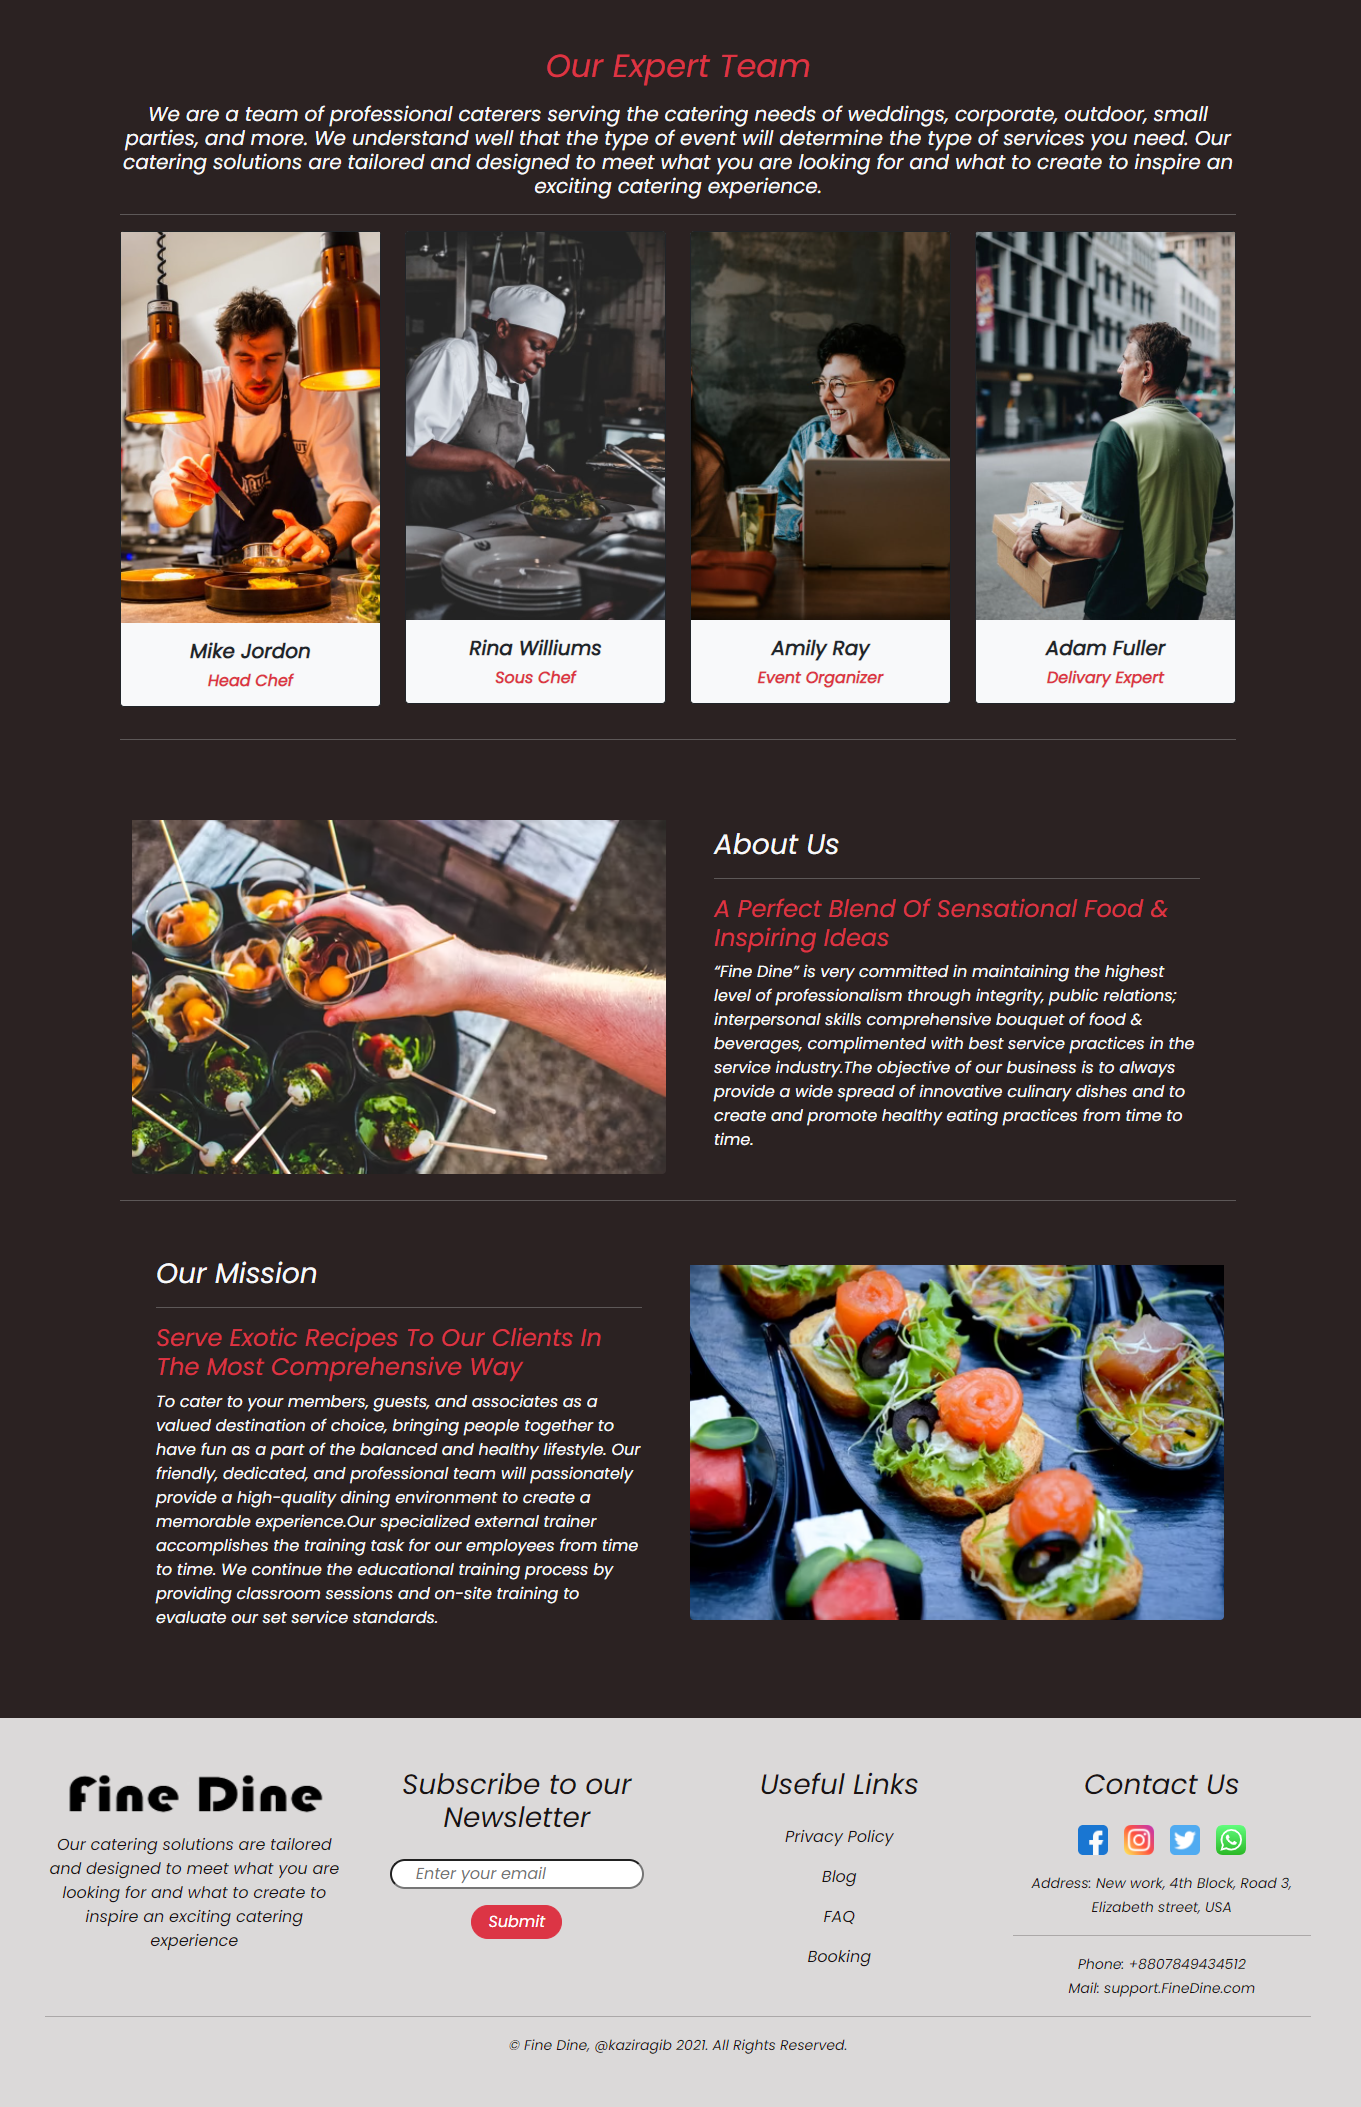 Our Expert Team
We are a team of professional caterers serving the catering needs of weddings, corporate, outdoor, small
parties, and more. We understand well that the type of event will determine the type of services you need. Our
catering solutions are tailored and designed to meet what you are looking for and what to create to inspire an
exciting catering experience.
Mike Jordon
Head Chef
Rina Williums
Sous Chef
Amily Ray
Event Organizer
Adam Fuller
Delivary Expert
About Us
A Perfect Blend Of Sensational Food &
Inspiring Ideas
“Fine Dine” is very committed in maintaining the highest
level of professionalism through integrity, public relations;
interpersonal skills comprehensive bouquet of food &
beverages, complimented with best service practices in the
service industry.The objective of our business is to always
provide a wide spread of innovative culinary dishes and to
create and promote healthy eating practices from time to
time.
Our Mission
Serve Exotic Recipes To Our Clients In
The Most Comprehensive Way
To cater to your members, guests, and associates as a
valued destination of choice, bringing people together to
have fun as a part of the balanced and healthy lifestyle. Our
friendly, dedicated, and professional team will passionately
provide a high-quality dining environment to create a
memorable experience.Our specialized external trainer
accomplishes the training task for our employees from time
to time. We continue the educational training process by
providing classroom sessions and on-site training to
evaluate our set service standards.
Fine Dine
Our catering solutions are tailored
and designed to meet what you are
looking for and what to create to
inspire an exciting catering
experience
Subscribe to our
Newsletter
Enter your email
Submit
Useful Links
Privacy Policy
Blog
FAQ
Booking
Contact Us
Address: New work, 4th Block, Road 3,
Elizabeth street, USA
Phone: +8807849434512
Mail: support.FineDine.com
© Fine Dine, @kaziragib 2021. All Rights Reserved.